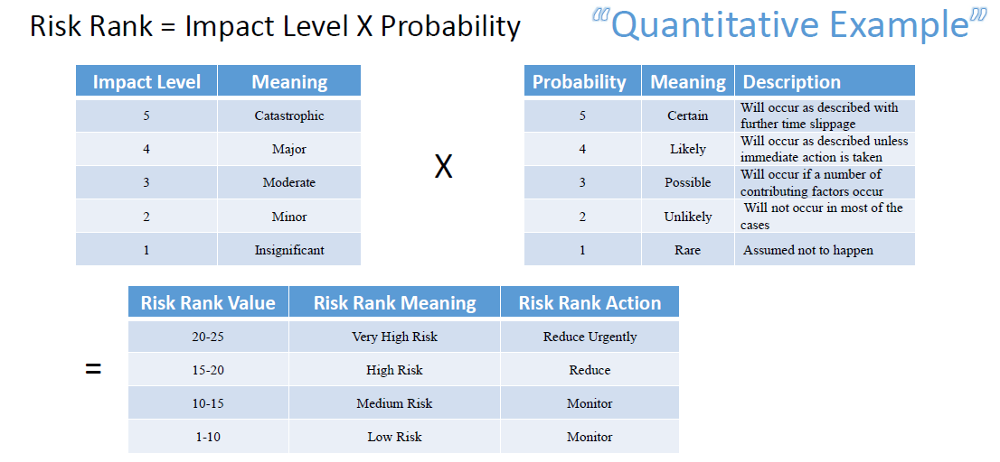 Risk Rank = Impact Level X Probability
“Quantitative Example”
Impact Level Meaning
5 Catastrophic
4 Major
3 Moderate
2 Minor
1 Insignificant
X
Probability Meaning Description
5 Certain Will occur as described with
further time slippage
4 Likely Will occur as described unless
immediate action is taken
3 Possible Will occur if a number of
contributing factors occur
2 Unlikely Will not occur in most of the
cases
1 Rare Assumed not to happen
=
Risk Rank Value Risk Rank Meaning Risk Rank Action
20-25 Very High Risk Reduce Urgently
15-20 High Risk Reduce
10-15 Medium Risk Monitor
1-10 Low Risk Monitor